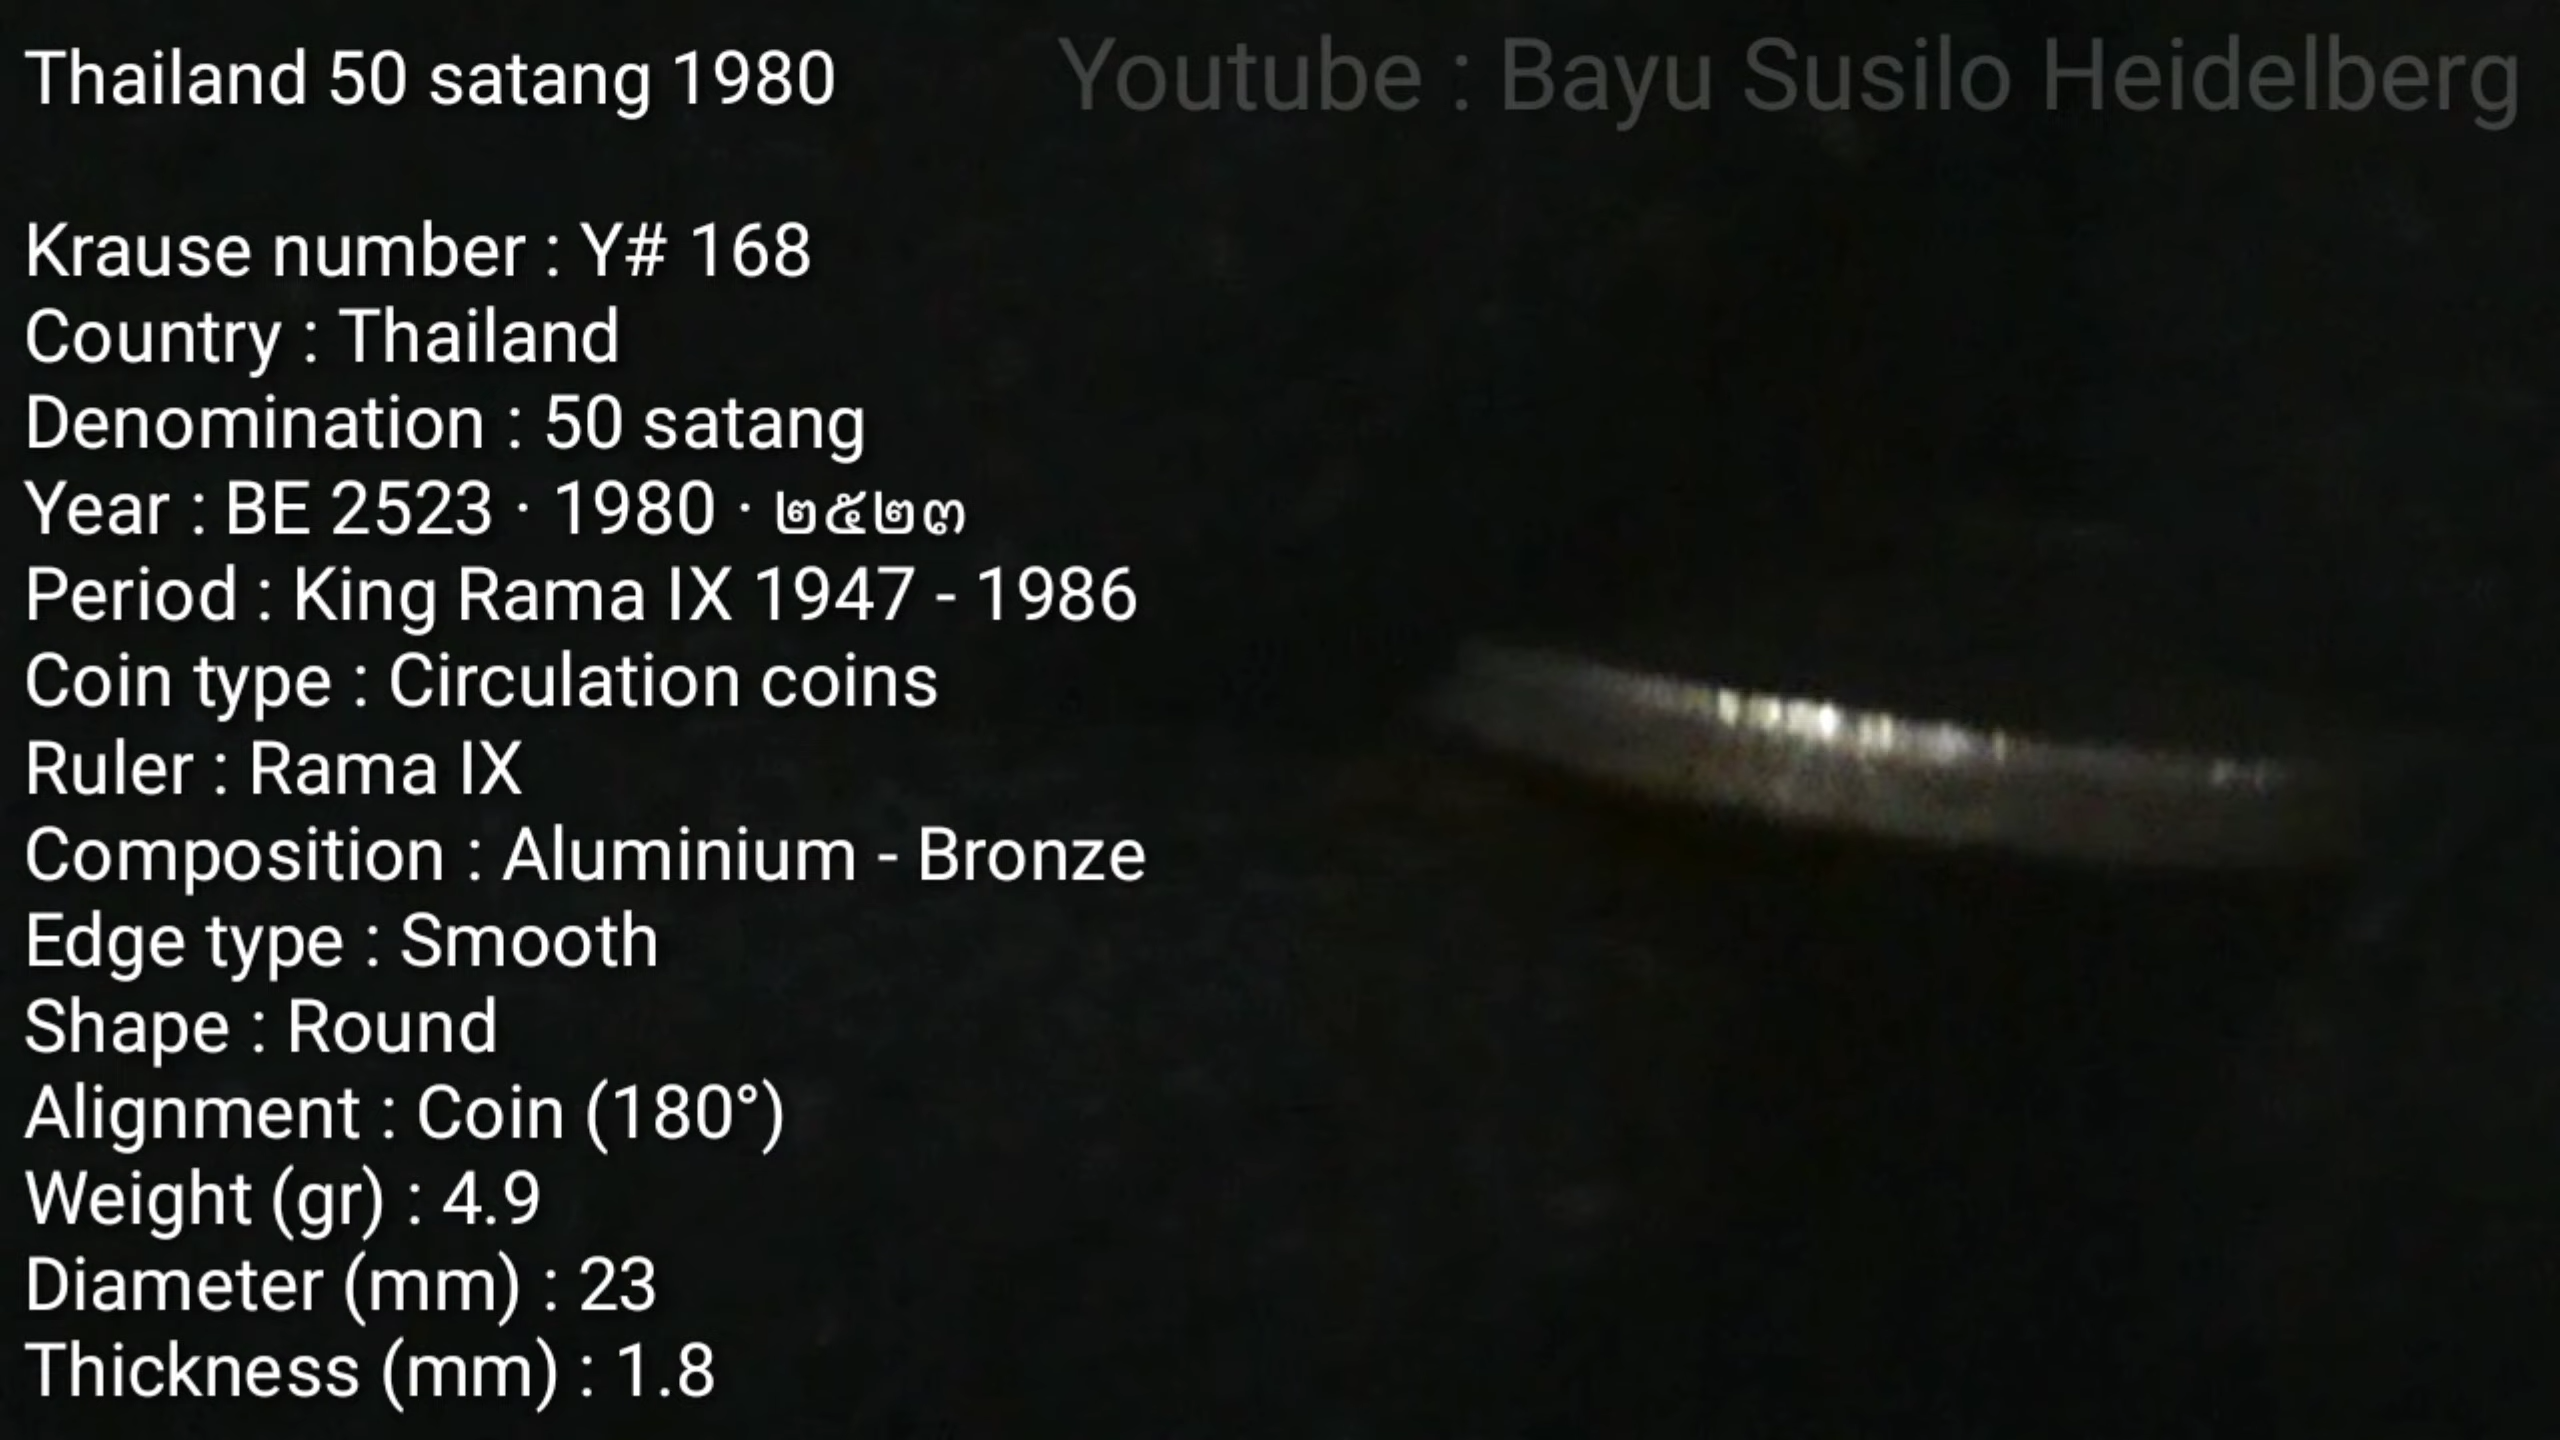 Thailand 50 satang 1980
Youtube : Bayu Susilo Heidelberg
Krause number : Y# 168
Country : Thailand
Denomination : 50 satang
Year : BE 2523 · 1980 · ๒๕๒๓
Period : King Rama IX 1947 - 1986
Coin type : Circulation coins
Ruler : Rama IX
Composition : Aluminium - Bronze
Edge type : Smooth
Shape : Round
Alignment : Coin (180°)
Weight (gr) : 4.9
Diameter (mm) : 23
Thickness (mm) : 1.8